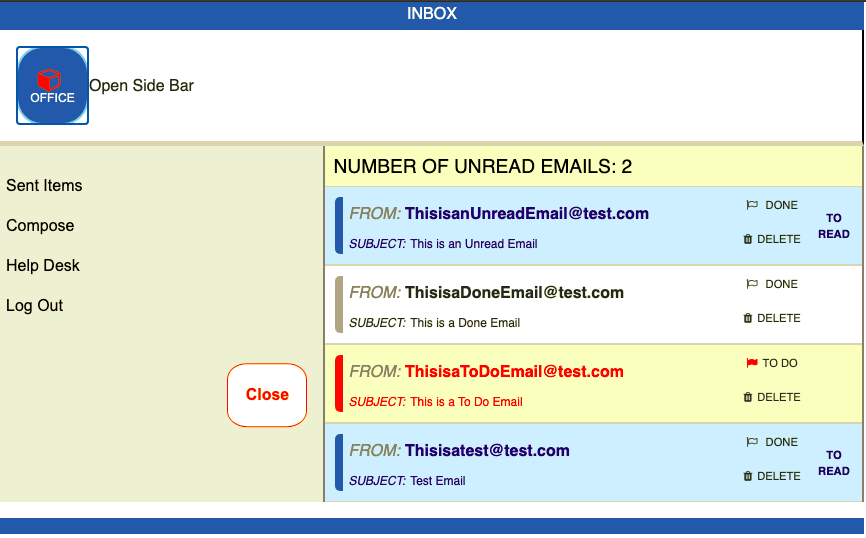 INBOX
OFFICE
Open Side Bar
Sent Items
Compose
Help Desk
Log Out
Close
NUMBER OF UNREAD EMAILS: 2
FROM: ThisisanUnreadEmail@test.com
SUBJECT: This is an Unread Email
DONE
DELETE
TO
READ
FROM: ThisisaDoneEmail@test.com
SUBJECT: This is a Done Email
DONE
DELETE
FROM: ThisisaToDoEmail@test.com
SUBJECT: This is a To Do Email
TO DO
DELETE
FROM: Thisisatest@test.com
SUBJECT: Test Email
DONE
DELETE
TO
READ